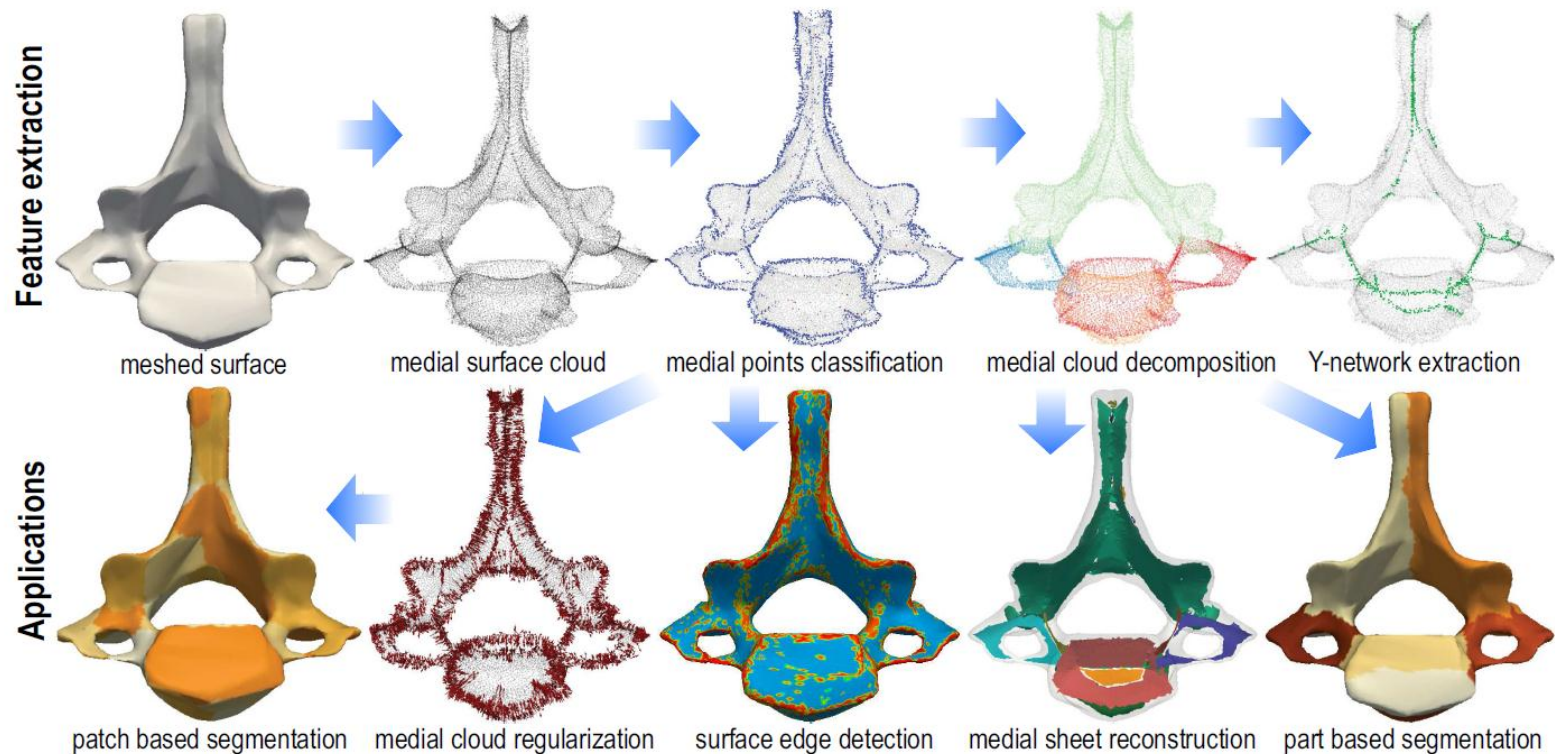 Feature extraction
meshed surface
medial surface cloud
medial points classification
medial cloud decomposition
Y-network extraction
Applications
patch based segmentation
medial cloud regularization
surface edge detection
medial sheet reconstruction
part based segmentation